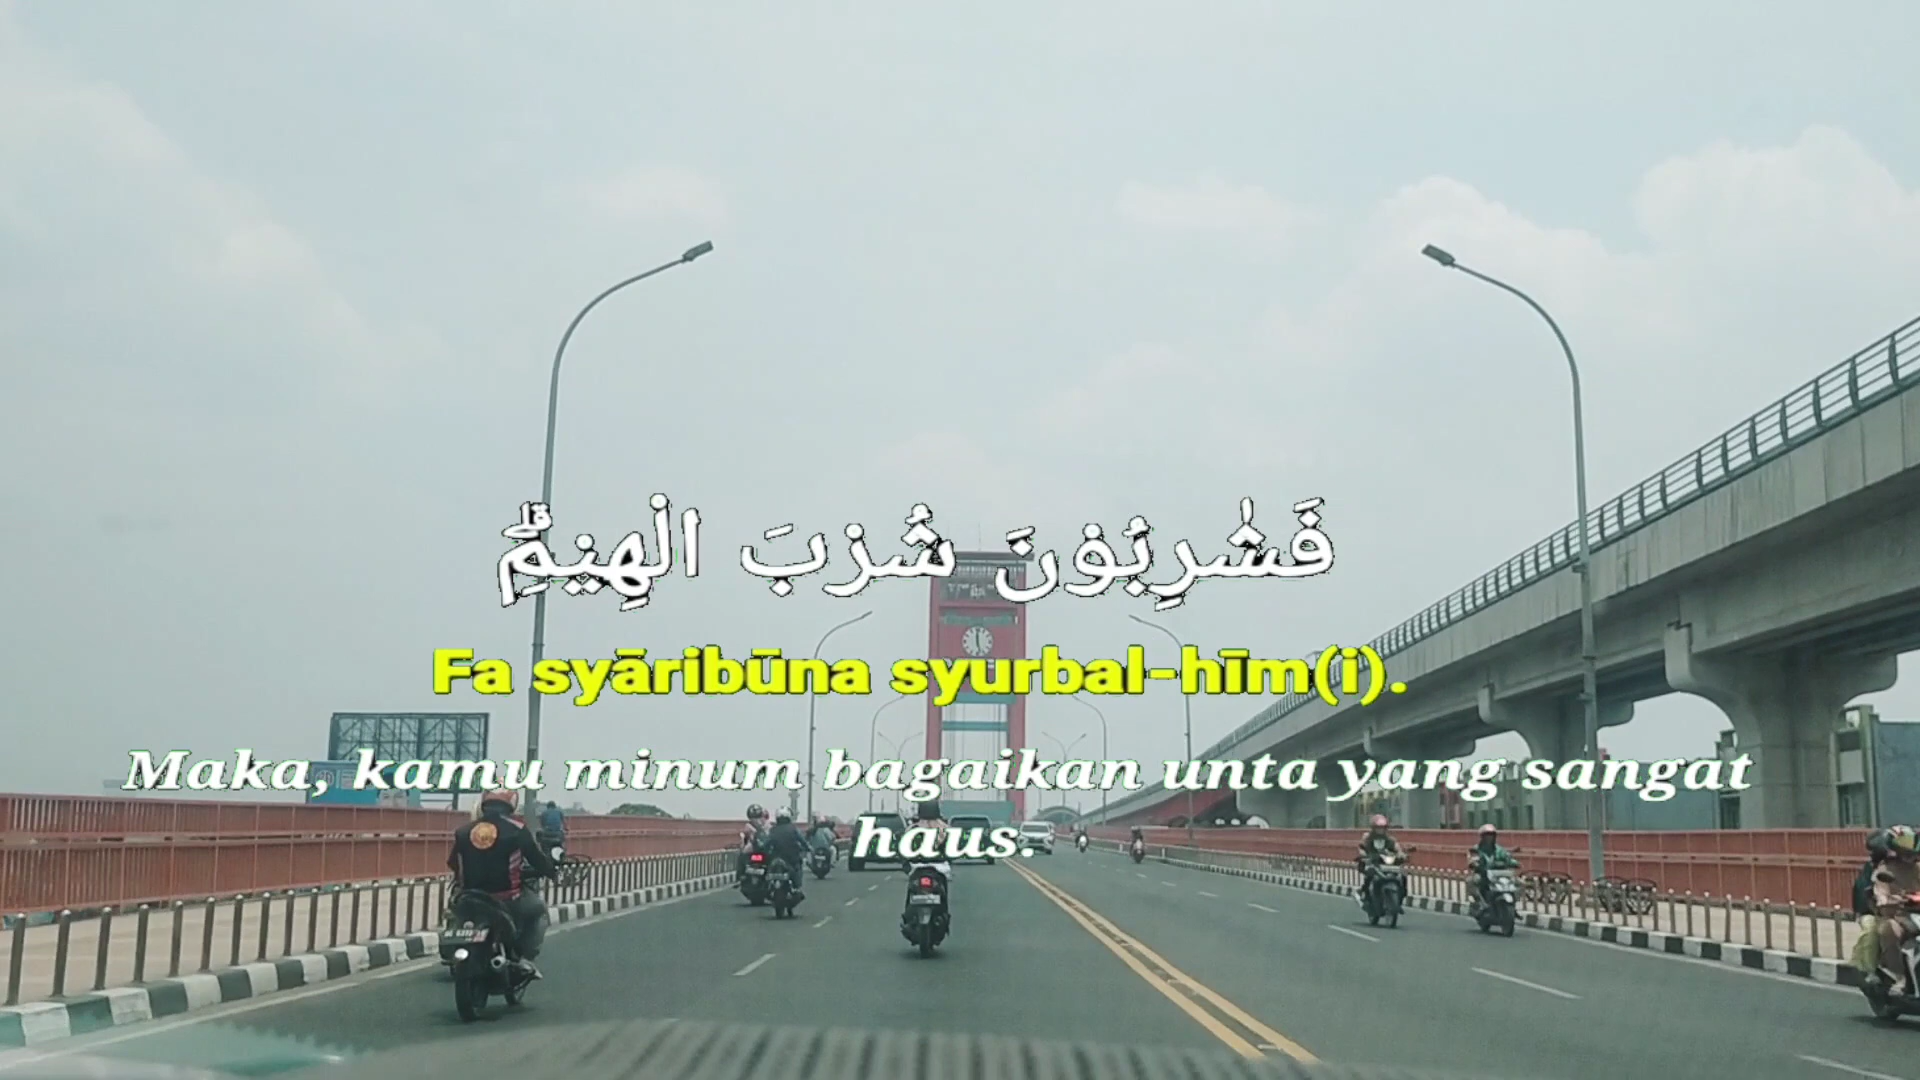 فَشٰرِبُوْنَ شُرْبَ الْهِيْمِۗ
Fa syāribūna syurbal-hīm(i).
Maka, kamu minum bagaikan unta yang sangat
haus.